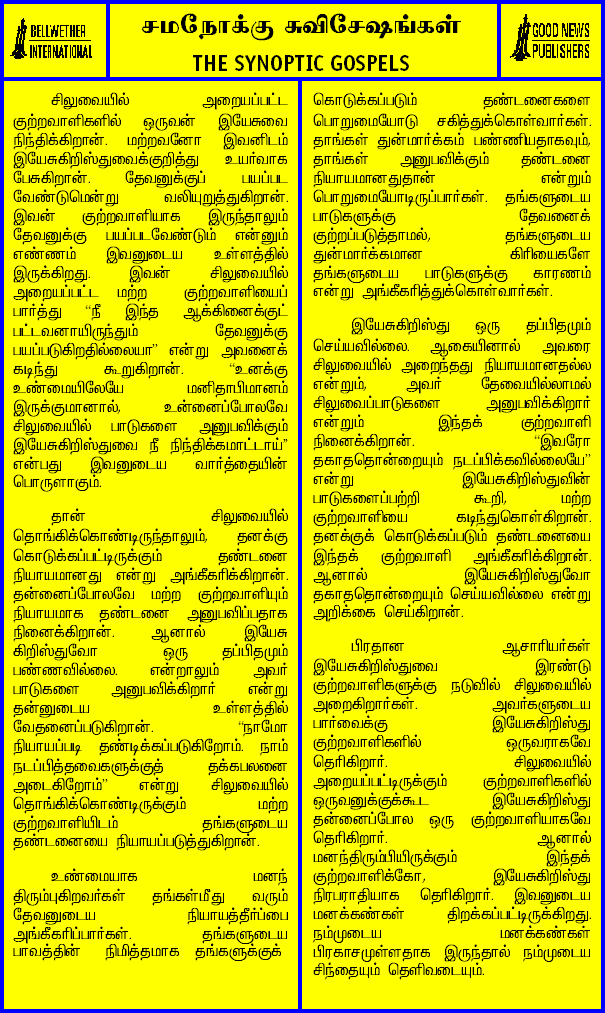 BELLWETHER
INTERNATIONAL
சமநோக்கு சுவிசேஷங்கள்
THE SYNOPTIC GOSPELS
GOOD NEWS
PUBLISHERS
சிலுவையில் அறையப்பட்ட
குற்றவாளிகளில் ஒருவன் இயேசுவை
நிந்திக்கிறான். மற்றவனோ இவனிடம்
இயேசுகிறிஸ்துவைக்குறித்து உயர்வாக
பேசுகிறான். தேவனுக்குப் பயப்பட
வேண்டுமென்று வலியுறுத்துகிறான்.
இவன் குற்றவாளியாக இருந்தாலும்
தேவனுக்கு பயப்படவேண்டும் என்னும்
எண்ணம் இவனுடைய உள்ளத்தில்
இருக்கிறது. இவன் சிலுவையில்
அறையப்பட்ட மற்ற குற்றவாளியைப்
பார்த்து “நீ இந்த ஆக்கினைக்குட்
பட்டவனாயிருந்தும் தேவனுக்கு
பயப்படுகிறதில்லையா” என்று அவனைக்
கடிந்து கூறுகிறான். “உனக்கு
உண்மையிலேயே மனிதாபிமானம்
இருக்குமானால், உன்னைப்போலவே
சிலுவையில் பாடுகளை அனுபவிக்கும்
இயேசுகிறிஸ்துவை நீ நிந்திக்கமாட்டாய்”
என்பது இவனுடைய வார்த்தையின்
பொருளாகும்.
தான் சிலுவையில்
தொங்கிக்கொண்டிருந்தாலும், தனக்கு
கொடுக்கப்பட்டிருக்கும் தண்டனை
நியாயமானது என்று அங்கீகரிக்கிறான்.
தன்னைப்போலவே மற்ற குற்றவாளியும்
நியாயமாக தண்டனை அனுபவிப்பதாக
நினைக்கிறான். ஆனால் இயேசு
கிறிஸ்துவோ ஒரு தப்பிதமும்
பண்ணவில்லை. என்றாலும் அவர்
பாடுகளை அனுபவிக்கிறார் என்று
தன்னுடைய உள்ளத்தில்
வேதனைப்படுகிறான். “நாமோ
நியாயப்படி தண்டிக்கப்படுகிறோம். நாம்
நடப்பித்தவைகளுக்குத் தக்கபலனை
அடைகிறோம்” என்று சிலுவையில்
தொங்கிக்கொண்டிருக்கும் மற்ற
குற்றவாளியிடம் தங்களுடைய
தண்டனையை நியாயப்படுத்துகிறான்.
உண்மையாக மனந்
திரும்புகிறவர்கள் தங்கள்மீது வரும்
தேவனுடைய நியாயத்தீர்ப்பை
அங்கீகரிப்பார்கள். தங்களுடைய
பாவத்தின் நிமித்தமாக தங்களுக்குக்
கொடுக்கப்படும் தண்டனைகளை
பொறுமையோடு சகித்துக்கொள்வார்கள்.
தாங்கள் துன்மார்க்கம் பண்ணியதாகவும்,
தாங்கள் அனுபவிக்கும் தண்டனை
நியாயமானதுதான் என்றும்
பொறுமையோடிருப்பார்கள். தங்களுடைய
பாடுகளுக்கு தேவனைக்
குற்றப்படுத்தாமல், தங்களுடைய
துன்மார்க்கமான கிரியைகளே
தங்களுடைய பாடுகளுக்கு காரணம்
என்று அங்கீகரித்துக்கொள்வார்கள்.
இயேசுகிறிஸ்து ஒரு தப்பிதமும்
செய்யவில்லை. ஆகையினால் அவரை
சிலுவையில் அறைந்தது நியாயமானதல்ல
என்றும், அவர் தேவையில்லாமல்
சிலுவைப்பாடுகளை அனுபவிக்கிறார்
என்றும் இந்தக் குற்றவாளி
நினைக்கிறான். “இவரோ
தகாததொன்றையும் நடப்பிக்கவில்லையே”
என்று இயேசுகிறிஸ்துவின்
பாடுகளைப்பற்றி கூறி, மற்ற
குற்றவாளியை கடிந்துகொள்கிறான்.
தனக்குக் கொடுக்கப்படும் தண்டனையை
இந்தக் குற்றவாளி அங்கீகரிக்கிறான்.
ஆனால் இயேசுகிறிஸ்துவோ
தகாததொன்றையும் செய்யவில்லை என்று
அறிக்கை செய்கிறான்.
பிரதான ஆசாரியர்கள்
இயேசுகிறிஸ்துவை இரண்டு
குற்றவாளிகளுக்கு நடுவில் சிலுவையில்
அறைகிறார்கள். அவர்களுடைய
பார்வைக்கு இயேசுகிறிஸ்து
குற்றவாளிகளில் ஒருவராகவே
தெரிகிறார். சிலுவையில்
அறையப்பட்டிருக்கும் குற்றவாளிகளில்
ஒருவனுக்குக்கூட இயேசுகிறிஸ்து
தன்னைப்போல ஒரு குற்றவாளியாகவே
தெரிகிறார். ஆனால்
மனந்திரும்பியிருக்கும் இந்தக்
குற்றவாளிக்கோ, இயேசுகிறிஸ்து
நிரபராதியாக தெரிகிறார். இவனுடைய
மனக்கண்கள் திறக்கப்பட்டிருக்கிறது.
நம்முடைய மனக்கண்கள்
பிரகாசமுள்ளதாக இருந்தால் நம்முடைய
சிந்தையும் தெளிவடையும்.